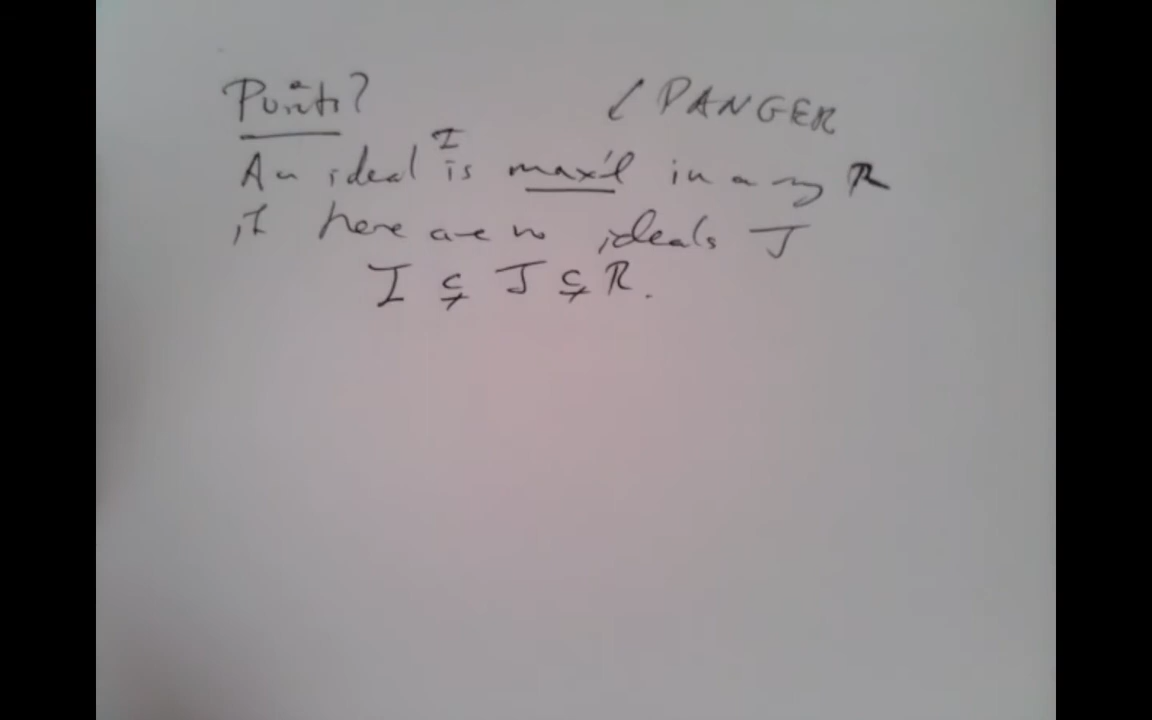 Points? ( DANGER
An ideal I is max'l in a ring R
if there are no ideals J
I ⊊ J ⊊ R.